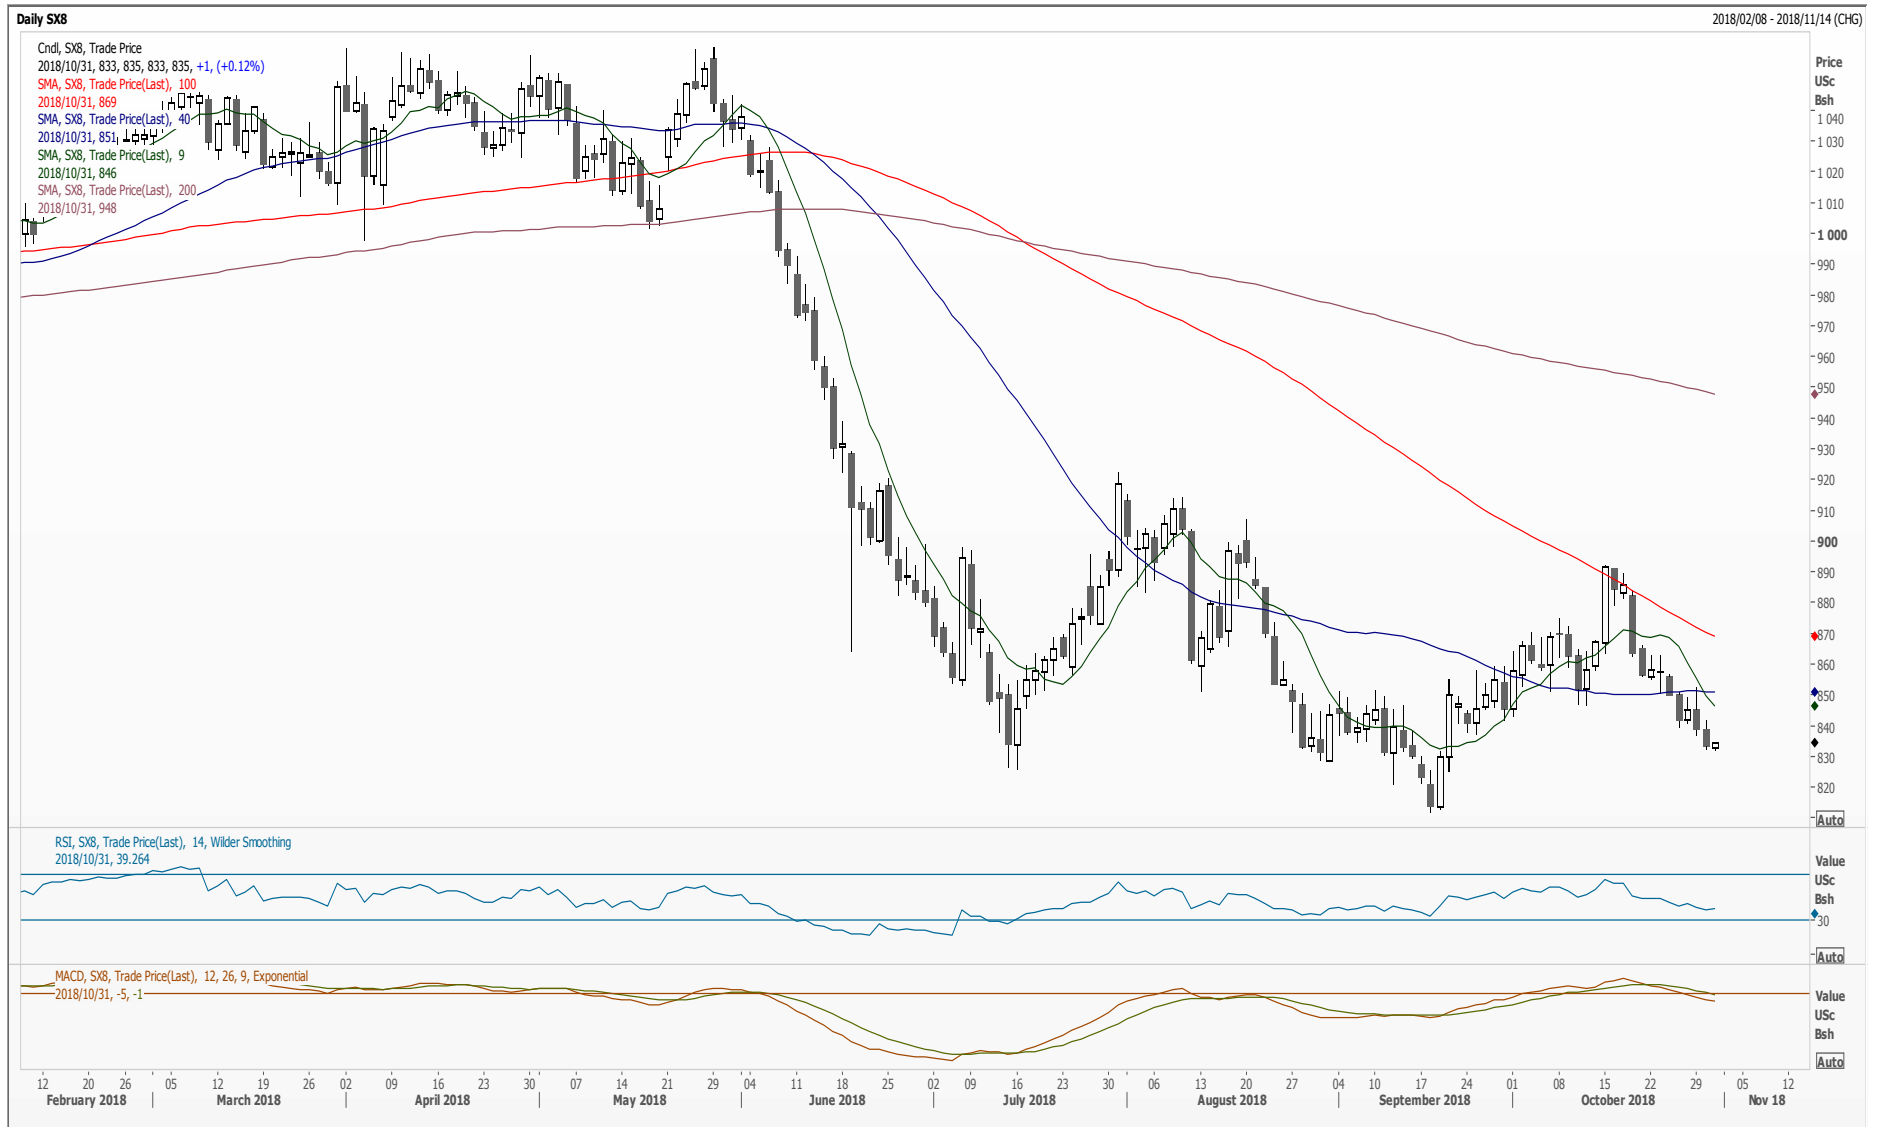 Daily SX8
2018/02/08 - 2018/11/14 (CHG)
Cndl, SX8, Trade Price
2018/10/31, 833, 835, 833, 835, +1, (+0.12%)
SMA, SX8, Trade Price(Last), 100
2018/10/31, 869
SMA, SX8, Trade Price(Last), 40
2018/10/31, 851
SMA, SX8, Trade Price(Last), 9
2018/10/31, 846
SMA, SX8, Trade Price(Last), 200
2018/10/31, 948
Price
USc
Bsh
1 040
1 030
1 020
1 010
1 000
990
980
970
960
950
940
930
920
910
900
890
880
870
860
850
840
830
820
Auto
RSI, SX8, Trade Price(Last), 14, Wilder Smoothing
2018/10/31, 39.264
Value
USc
Bsh
30
Auto
MACD, SX8, Trade Price(Last), 12, 26, 9, Exponential
2018/10/31, -5, -1
Value
USc
Bsh
Auto
12 20 26 05 12 19 26 02 09 16 23 30 07 14 21 29 04 11 18 25 02 09 16 23 30 06 13 20 27 04 10 17 24 01 08 15 22 29 05 12
February 2018 March 2018 April 2018 May 2018 June 2018 July 2018 August 2018 September 2018 October 2018 Nov 18